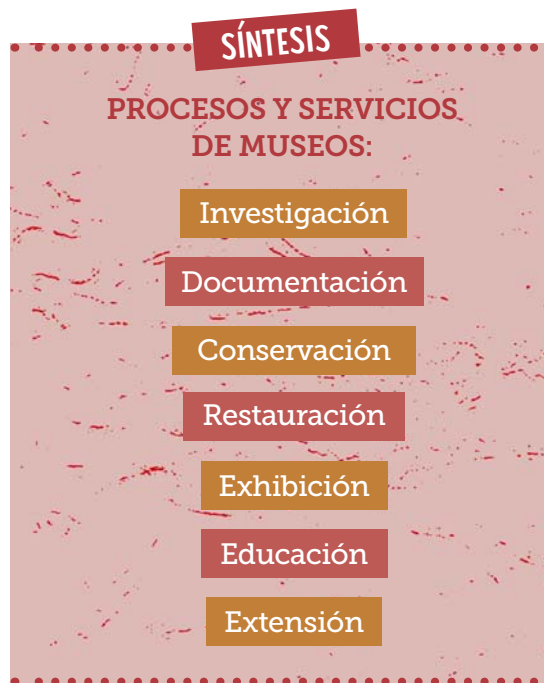 SÍNTESIS
PROCESOS Y SERVICIOS
DE MUSEOS:
Investigación
Documentación
Conservación
Restauración
Exhibición
Educación
Extensión